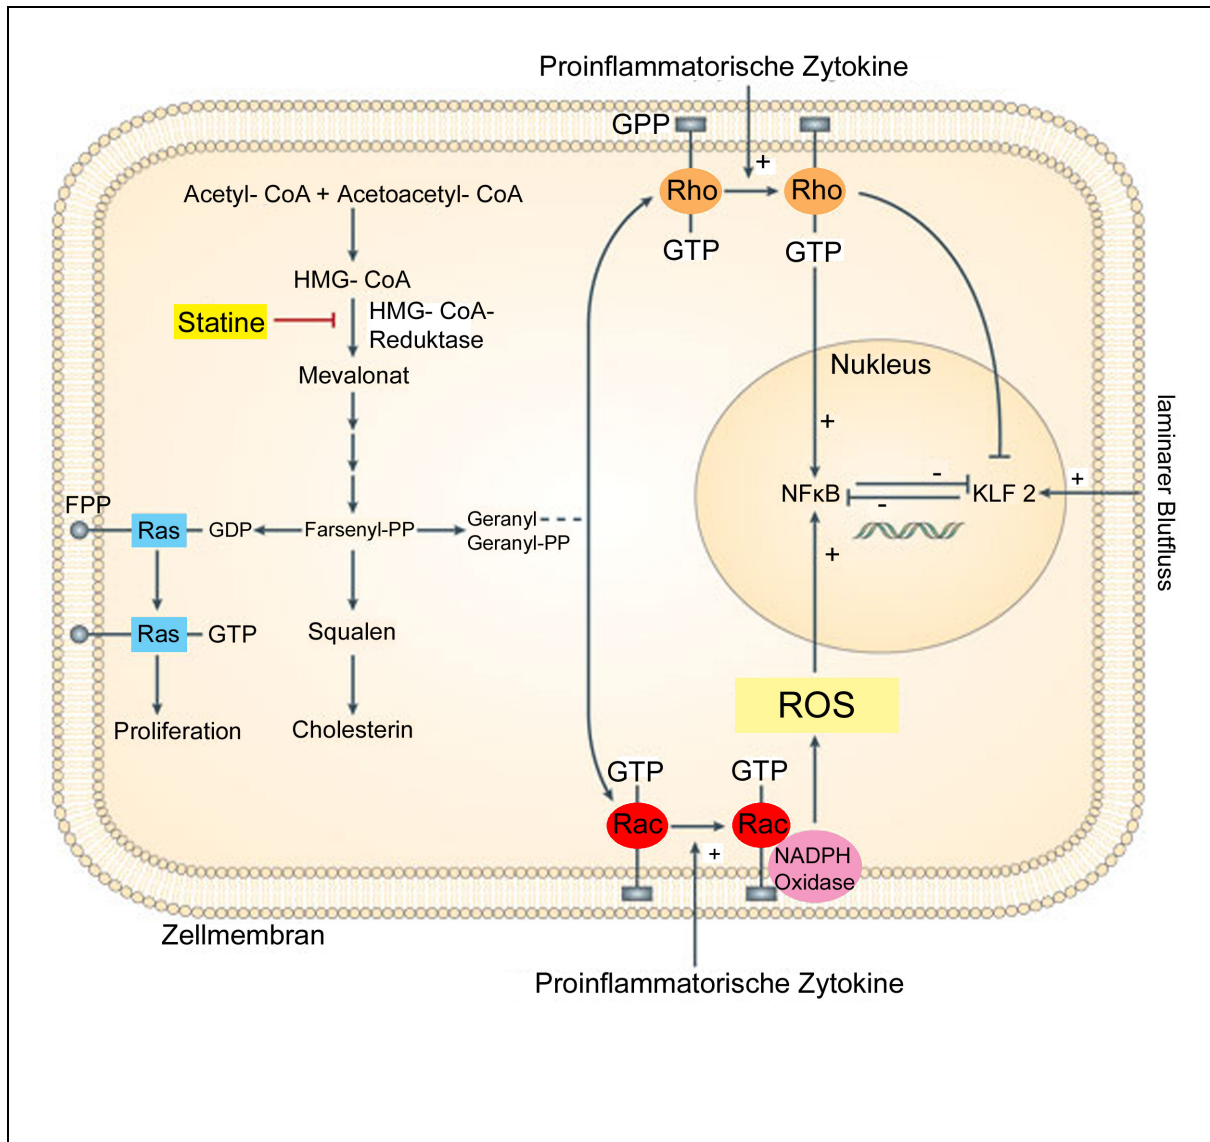 Proinflammatorische Zytokine
GPP
+
Rho
Rho
GTP
GTP
Acetyl- CoA + Acetoacetyl- CoA
HMG- CoA
Statine
HMG- CoA-
Reduktase
Mevalonat
Nukleus
+
NFκB
-
-
KLF 2
+
laminarer Blutfluss
+
FPP
Ras
GDP
Farsenyl-PP
Geranyl
Geranyl-PP
Ras
GTP
Squalen
Proliferation
Cholesterin
ROS
GTP
GTP
Rac
Rac
+
NADPH
Oxidase
Zellmembran
Proinflammatorische Zytokine